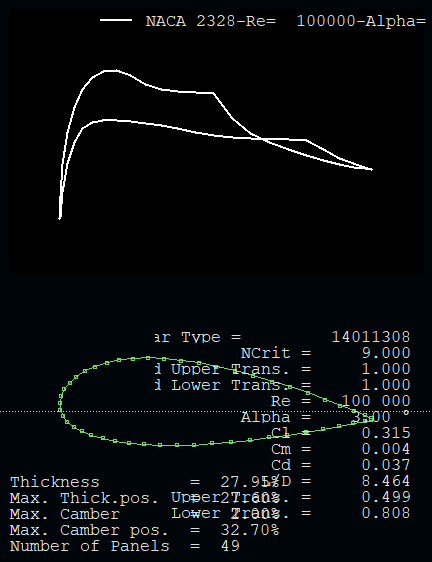 NACA 2328-Re=  100000-Alpha=
ar Type =         14011308
NCrit =     9.000
d Upper Trans. =     1.000
d Lower Trans. =     1.000
Re =   100 000
Alpha =    3.00 °
Cl =     0.315
Cm =     0.004
Cd =     0.037
Thickness           =  27.95% L/D =     8.464
Max. Thick.pos.  =  27.60% Upper Trans. =     0.499
Max. Camber       =  2.00% Lower Trans. =     0.808
Max. Camber pos.  =  32.70%
Number of Panels  =  49